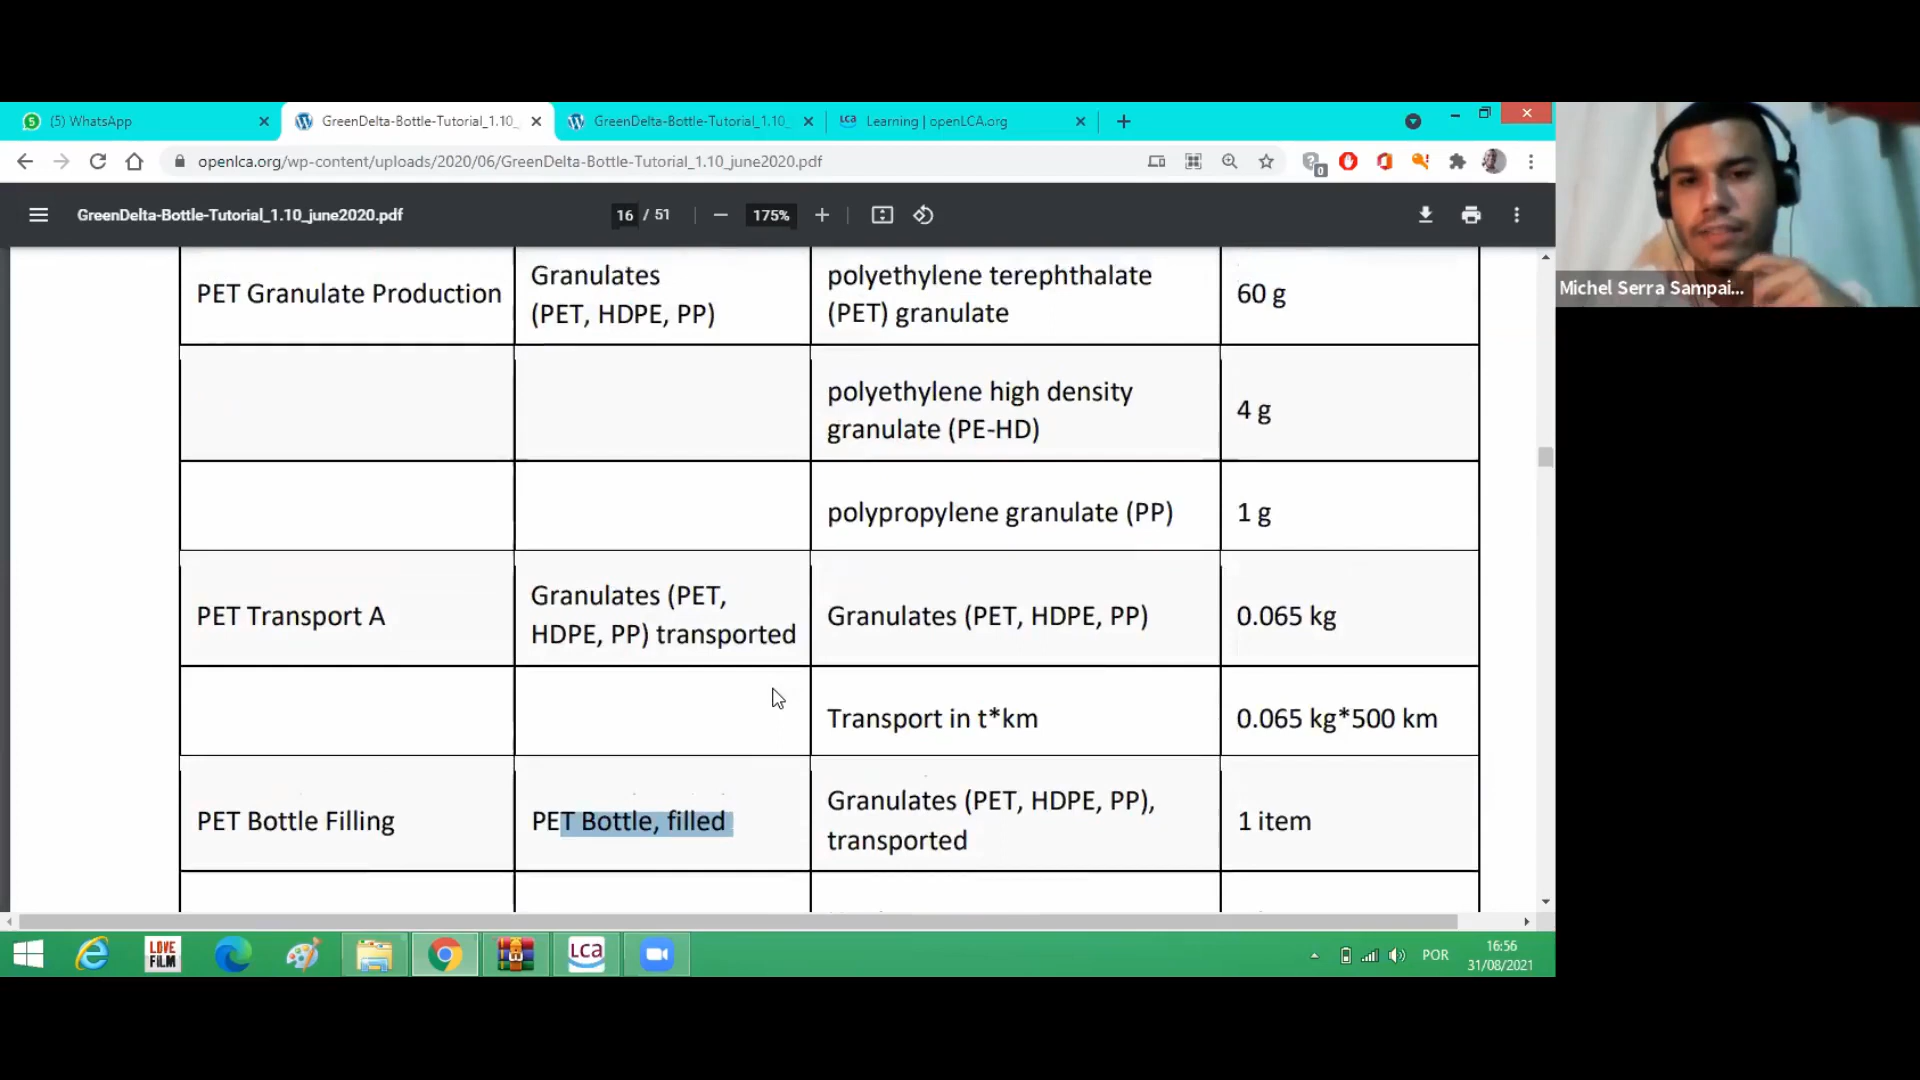 (5) WhatsApp
GreenDelta-Bottle-Tutorial_1.10_
GreenDelta-Bottle-Tutorial_1.10_
LCA Learning | openLCA.org
openlca.org/wp-content/uploads/2020/06/GreenDelta-Bottle-Tutorial_1.10_june2020.pdf
0
GreenDelta-Bottle-Tutorial_1.10_june2020.pdf
16 / 51
175%
Michel Serra Sampai...
PET Granulate Production
Granulates
(PET, HDPE, PP)
polyethylene terephthalate
(PET) granulate
60 g
polyethylene high density
granulate (PE-HD)
4 g
polypropylene granulate (PP)
1 g
PET Transport A
Granulates (PET,
HDPE, PP) transported
Granulates (PET, HDPE, PP)
0.065 kg
Transport in t*km
0.065 kg*500 km
PET Bottle Filling
PET Bottle, filled
Granulates (PET, HDPE, PP),
transported
1 item
LOVE
FILM
LCA
POR
16:56
31/08/2021